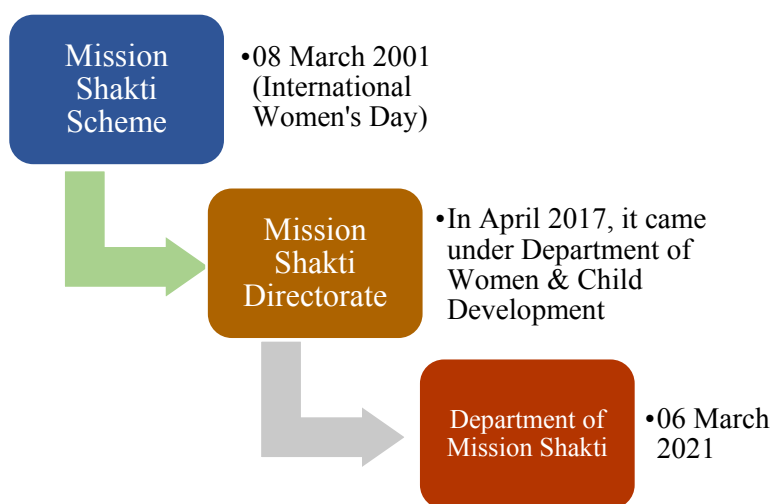 Mission
Shakti
Scheme
•08 March 2001
(International
Women's Day)
Mission
Shakti
Directorate
•In April 2017, it came
under Department of
Women & Child
Development
Department of
Mission Shakti
•06 March
2021